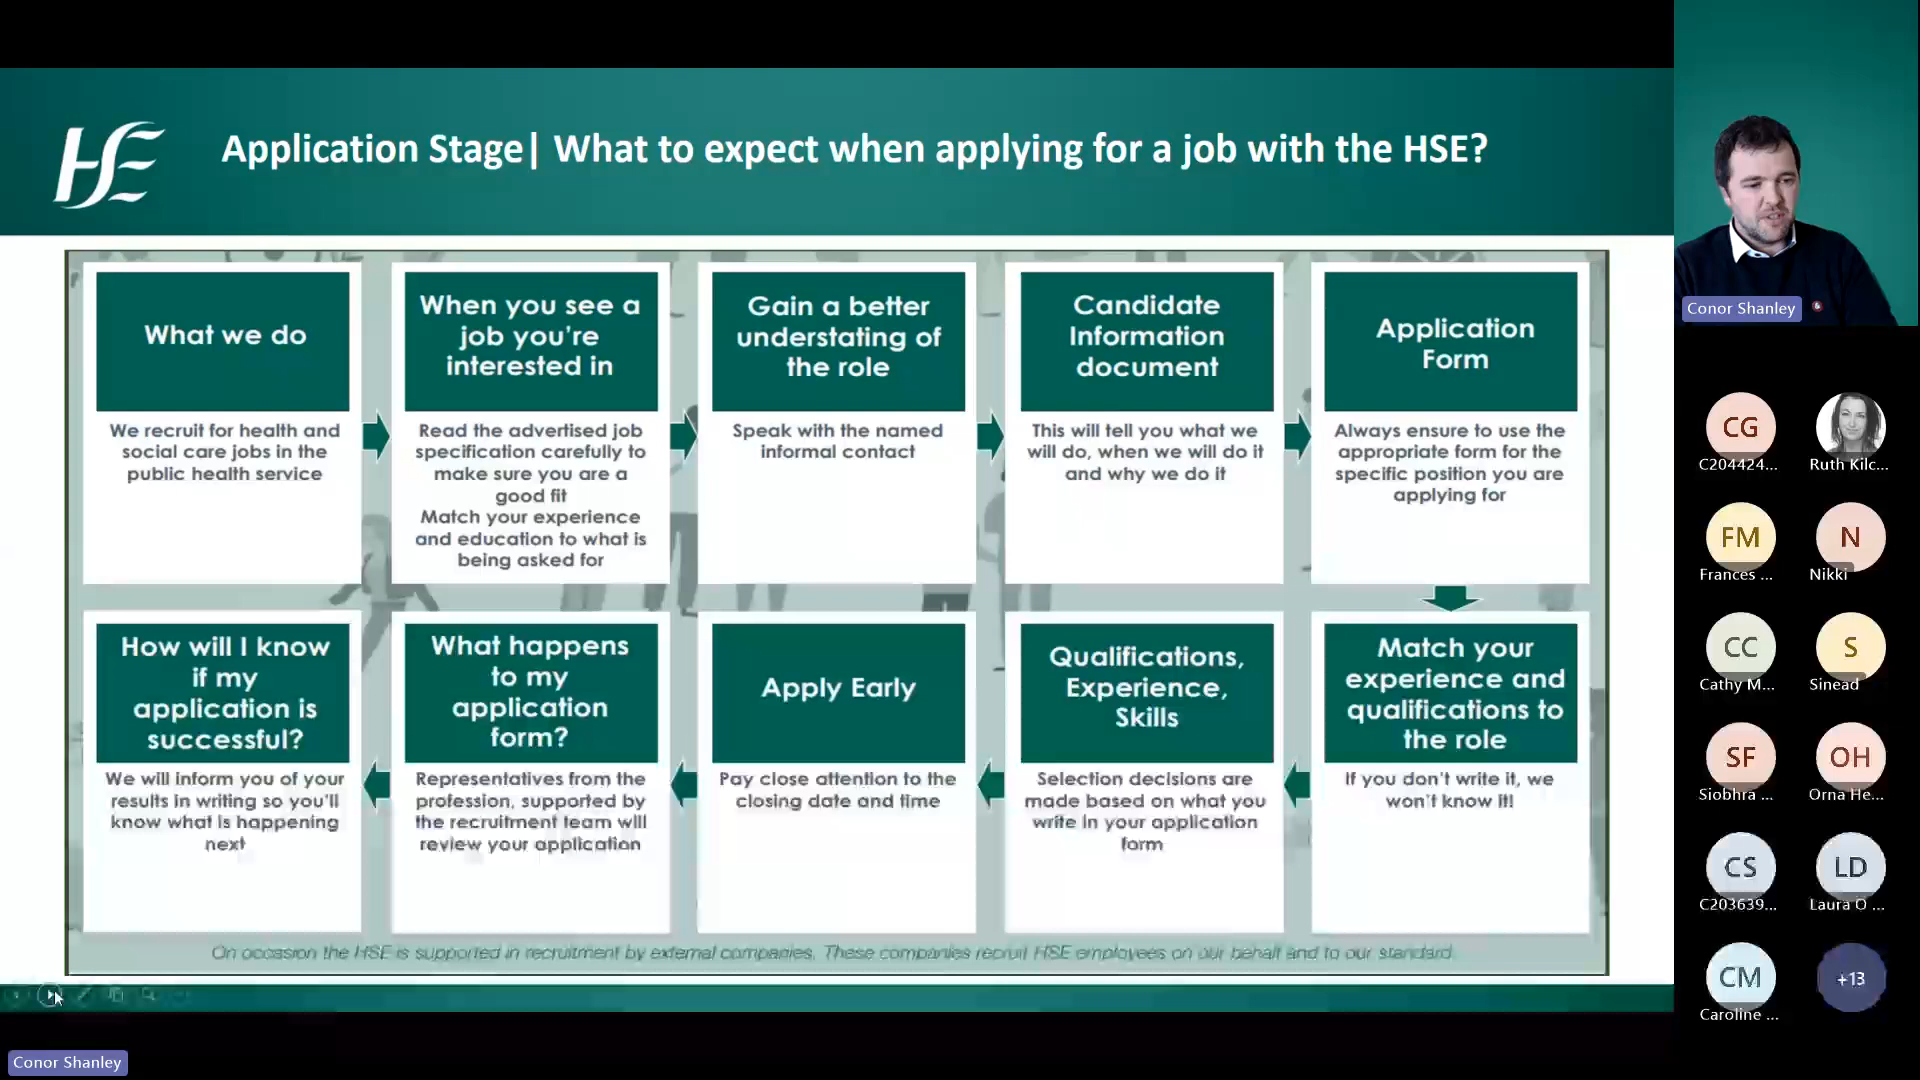 HSE
Application Stage| What to expect when applying for a job with the HSE?
What we do
We recruit for health and
social care jobs in the
public health service
When you see a
job you're
interested in
Read the advertised job
specification carefully to
make sure you are a
good fit
Match your experience
and education to what is
being asked for
Gain a better
understating of
the role
Speak with the named
informal contact
Candidate
Information
document
This will tell you what we
will do, when we will do it
and why we do it
Application
Form
Always ensure to use the
appropriate form for the
specific position you are
applying for
Match your
experience and
qualifications to
the role
If you don't write it, we
won't know it!
Qualifications,
Experience,
Skills
Selection decisions are
made based on what you
write in your application
form
Apply Early
Pay close attention to the
closing date and time
What happens
to my
application
form?
Representatives from the
profession, supported by
the recruitment team will
review your application
How will I know
if my
application is
successful?
We will inform you of your
results in writing so you'll
know what is happening
next
On occasion the HSE is supported in recruitment by external companies. These companies recruit HSE employees on our behalf and to our standard.
Conor Shanley
Conor Shanley
CG
C204424...
Ruth Kilc...
FM
Frances ...
N
Nikki
CC
Cathy M...
S
Sinead
SF
Siobhra ...
OH
Orna He...
CS
C203639...
LD
Laura O ...
CM
Caroline ...
+13